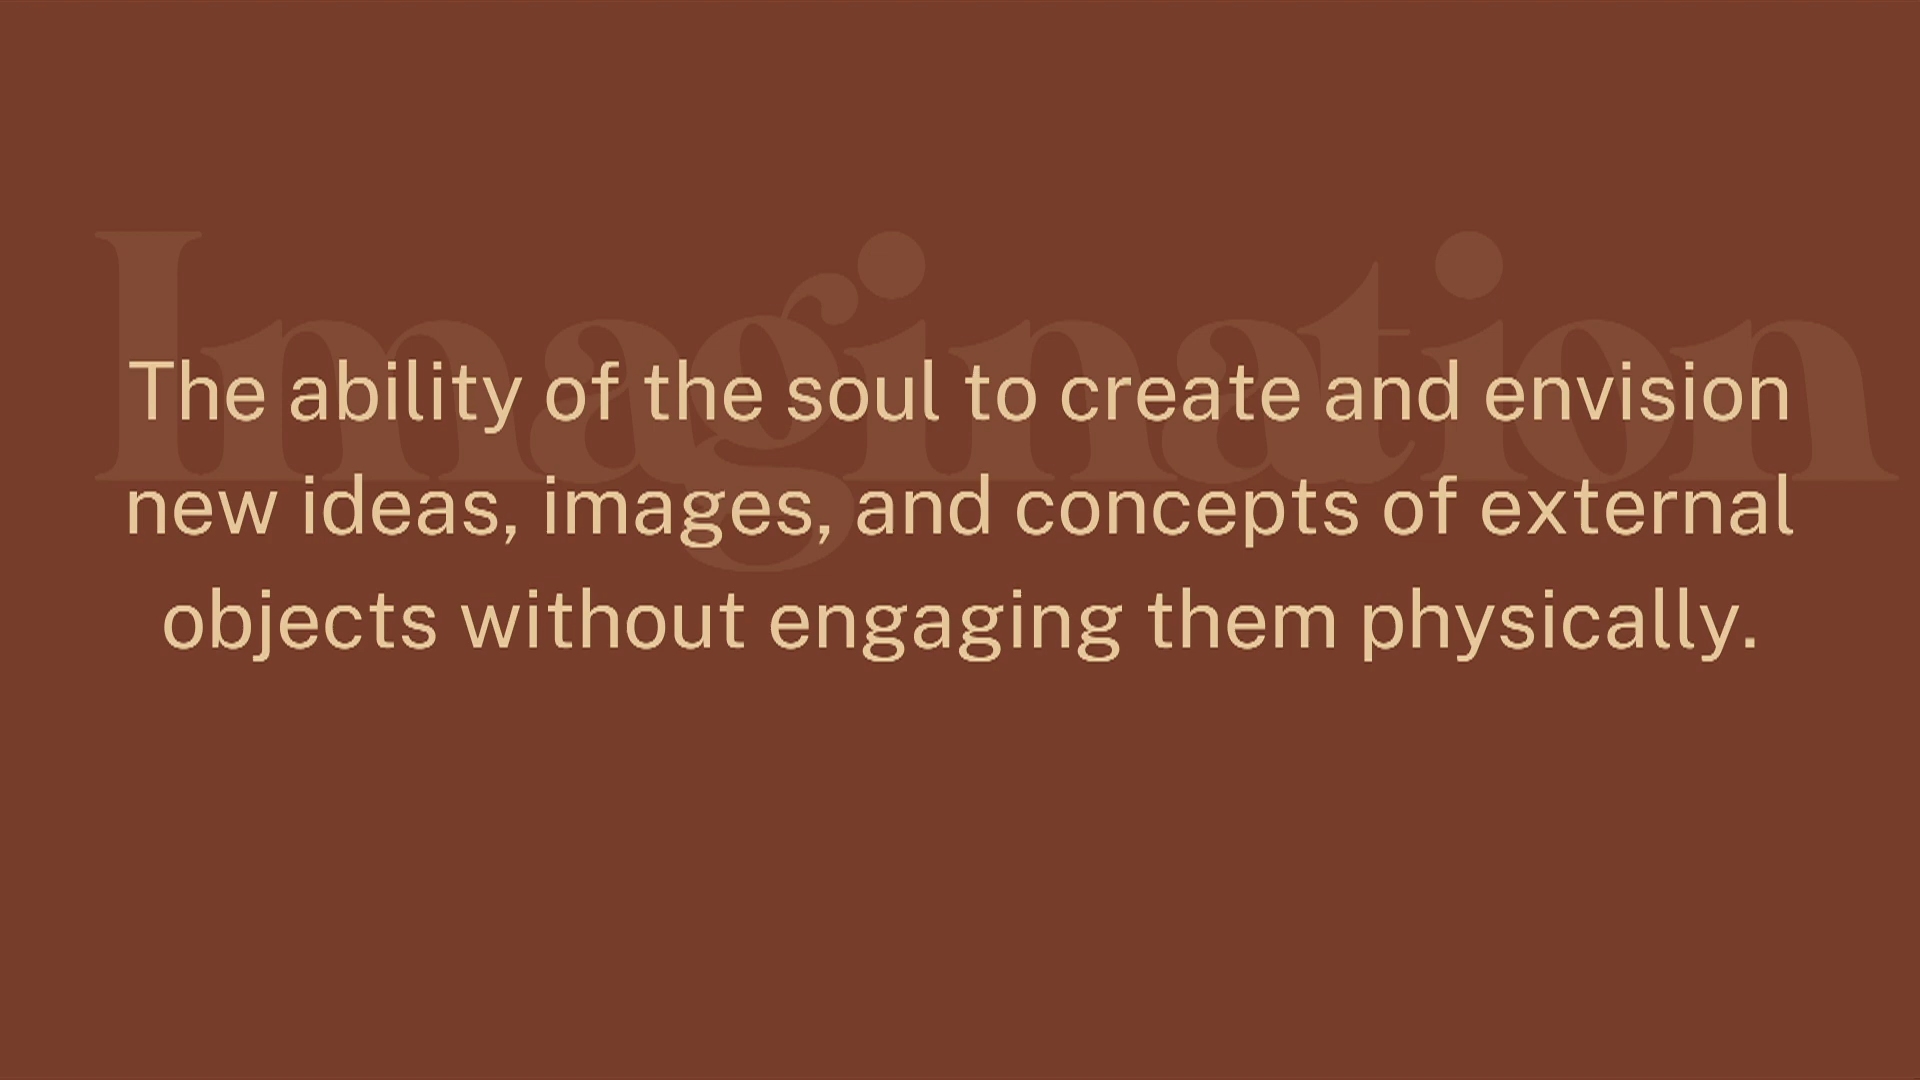 Imagination
The ability of the soul to create and envision
new ideas, images, and concepts of external
objects without engaging them physically.